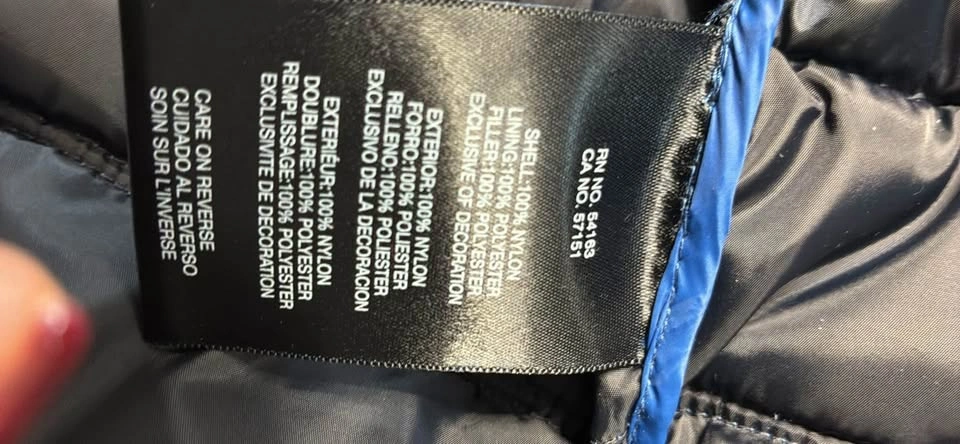 RN NO. 54163
CA NO. 57151
SHELL:100% NYLON
LINING:100% POLYESTER
FILLER:100% POLYESTER
EXCLUSIVE OF DECORATION
EXTERIOR:100% NYLON
FORRO:100% POLIESTER
RELLENO:100% POLIESTER
EXCLUSIVO DE LA DECORACION
EXTERIÉUR:100% NYLON
DOUBLURE:100% POLYESTER
REMPLISSAGE:100% POLYESTER
EXCLUSIVITE DE DECORATION
CARE ON REVERSE
CUIDADO AL REVERSO
SOIN SUR L'INVERSE